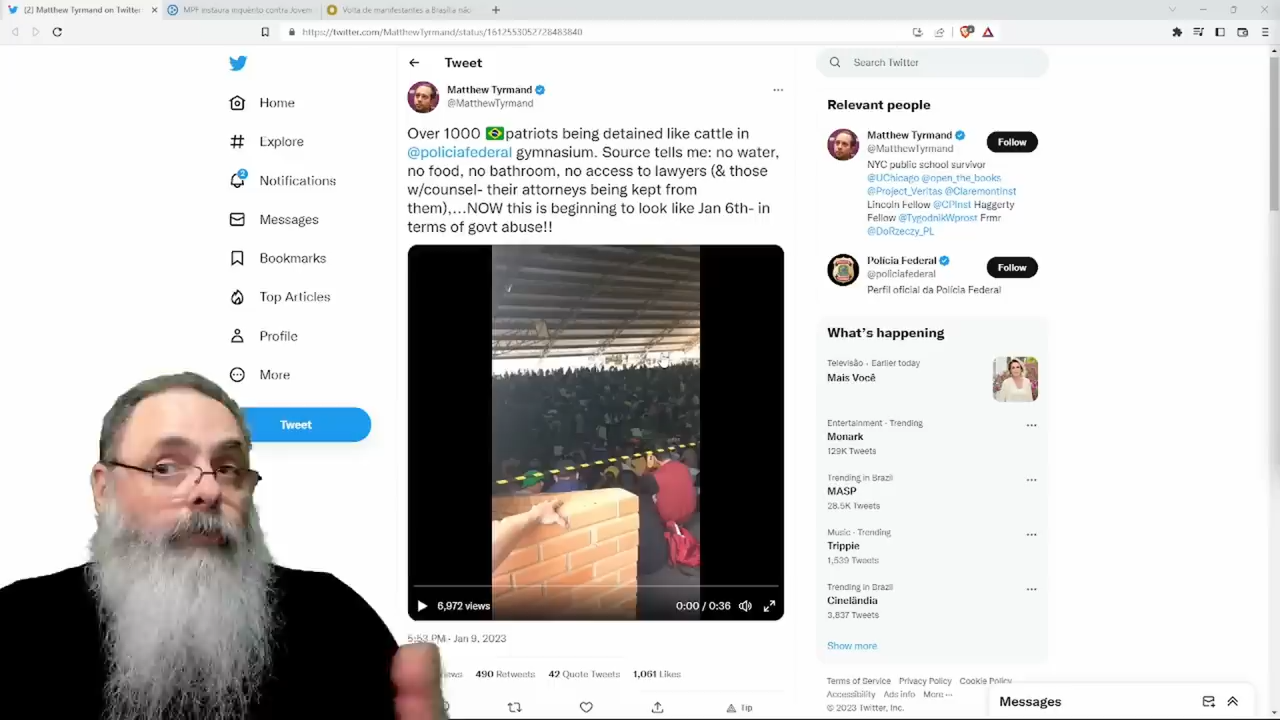 [2] Matthew Tyrmand on Twitter
MPF instaura inquérito contra Jovem
Volta de manifestantes a Brasília não
https://twitter.com/MatthewTyrmand/status/1612553052728483840
Home
Explore
2
Notifications
Messages
Bookmarks
Top Articles
Profile
More
Tweet
Tweet
Matthew Tyrmand
@MatthewTyrmand
Over 1000 🇧🇷patriots being detained like cattle in
@policiafederal gymnasium. Source tells me: no water,
no food, no bathroom, no access to lawyers (& those
w/counsel- their attorneys being kept from
them),...NOW this is beginning to look like Jan 6th- in
terms of govt abuse!!
6,972 views
0:00 / 0:36
5:53 PM · Jan 9, 2023
490 Retweets 42 Quote Tweets 1,061 Likes
Tip
Search Twitter
Relevant people
Matthew Tyrmand
@MatthewTyrmand
Follow
NYC public school survivor
@UChicago @open_the_books
@Project_Veritas @ClaremontInst
Lincoln Fellow @CPInst Haggerty
Fellow @TygodnikWprost Frmr
@DoRzeczy_PL
Polícia Federal
@policiafederal
Follow
Perfil oficial da Polícia Federal
What's happening
Televisão · Earlier today
Mais Você
Entertainment · Trending
Monark
129K Tweets
Trending in Brazil
MASP
28.5K Tweets
Music · Trending
Trippie
1,539 Tweets
Trending in Brazil
Cinelândia
3,837 Tweets
Show more
Terms of Service Privacy Policy Cookie Policy
Accessibility Ads info More ···
© 2023 Twitter, Inc.
Messages